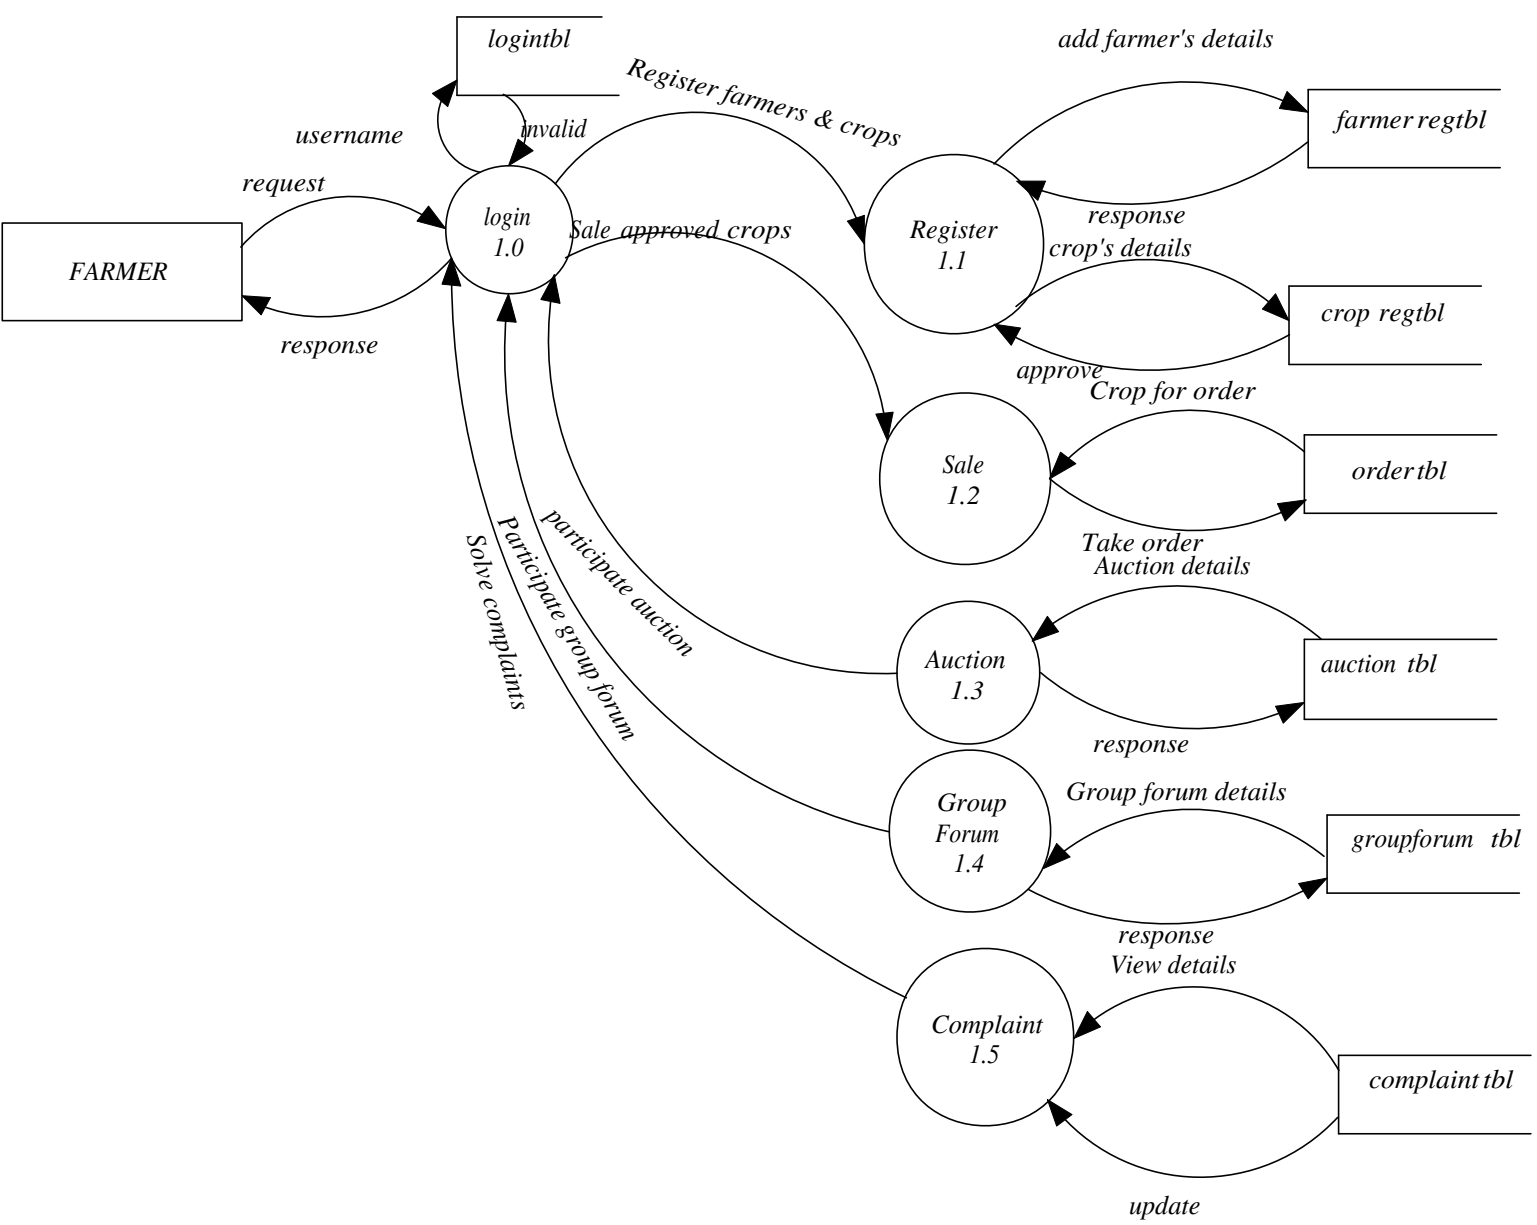 logintbl
add farmer's details
Register farmers & crops
farmer regtbl
username
invalid
request
login
1.0
Sale approved crops
Register
1.1
response
crop's details
FARMER
crop regtbl
response
approve
Crop for order
Sale
1.2
order tbl
Take order
Auction details
participate auction
Participate group forum
Solve complaints
Auction
1.3
auction tbl
response
Group forum details
Group
Forum
1.4
groupforum tbl
response
View details
Complaint
1.5
complaint tbl
update